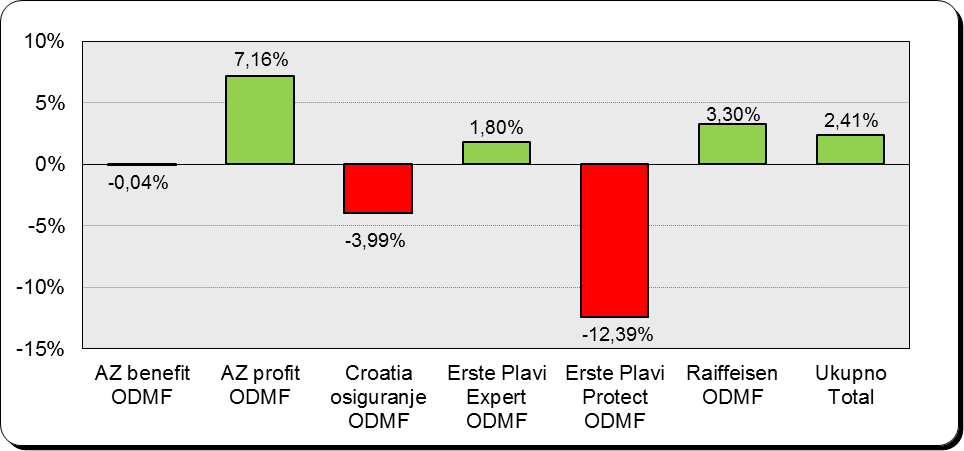 10%
5%
0%
-5%
-10%
-15%
-0,04%
7,16%
-3,99%
1,80%
-12,39%
3,30%
2,41%
AZ benefit
ODMF
AZ profit
ODMF
Croatia
osiguranje
ODMF
Erste Plavi
Expert
ODMF
Erste Plavi
Protect
ODMF
Raiffeisen
ODMF
Ukupno
Total